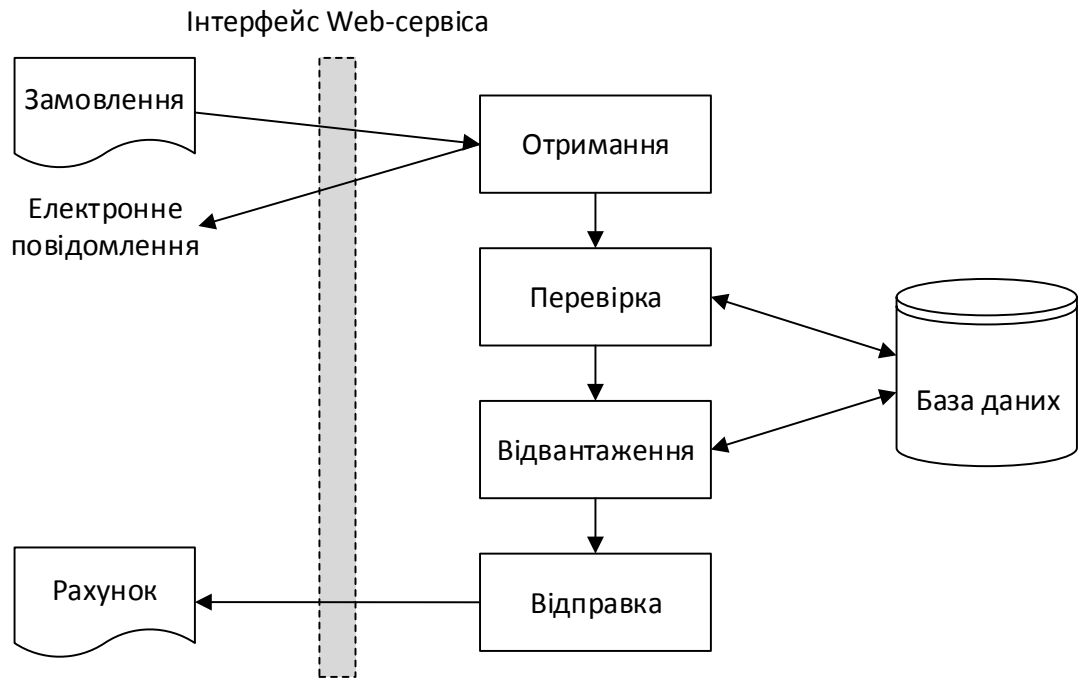 Інтерфейс Web-сервіса
Замовлення
Отримання
Електронне
повідомлення
Перевірка
База даних
Відвантаження
Рахунок
Відправка